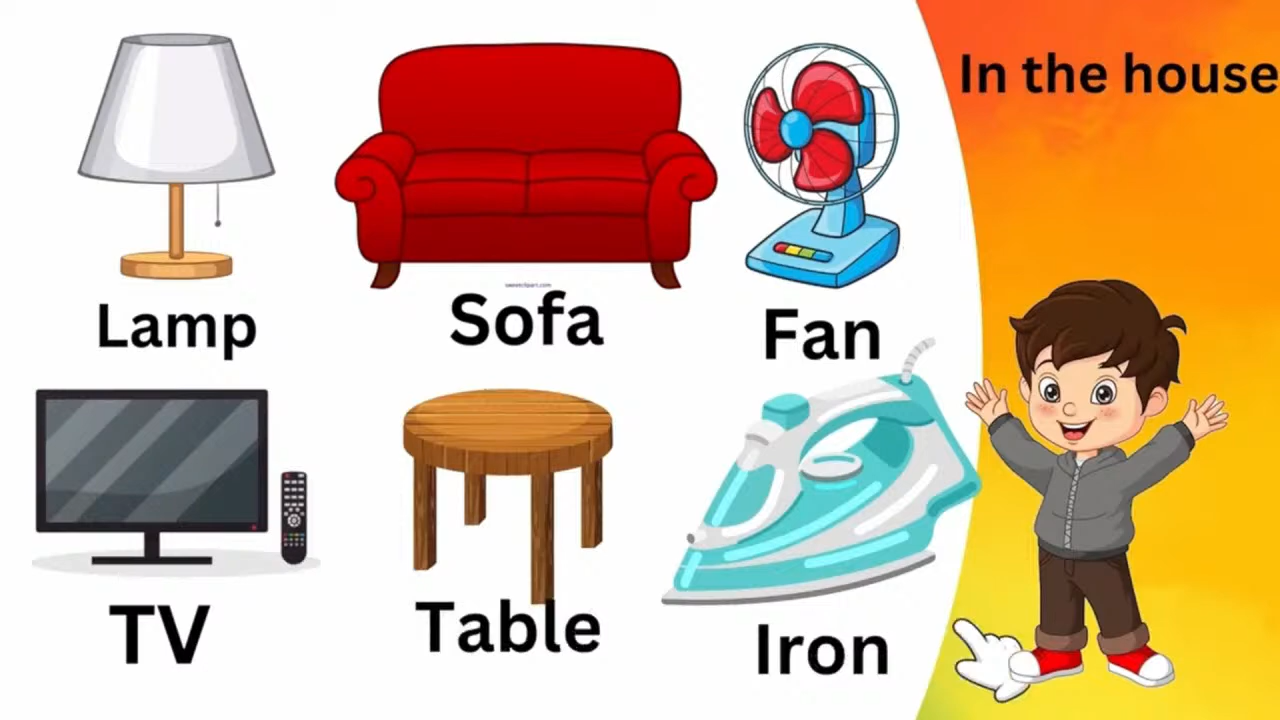 In the house
Lamp
Sofa
Fan
TV
Table
Iron